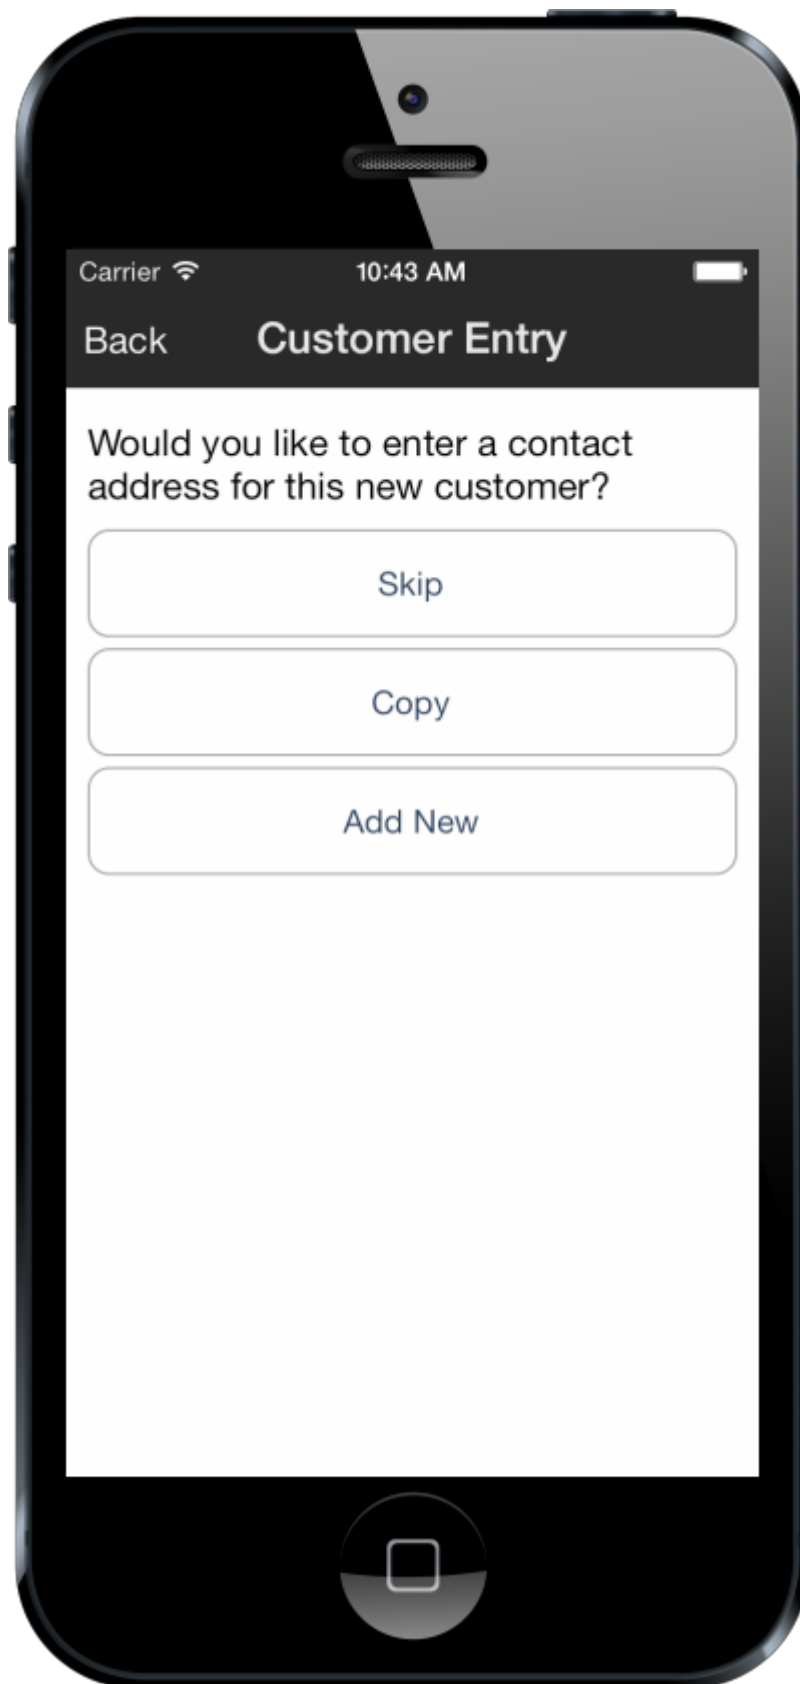 Carrier 10:43 AM
Back Customer Entry
Would you like to enter a contact
address for this new customer?
Skip
Copy
Add New